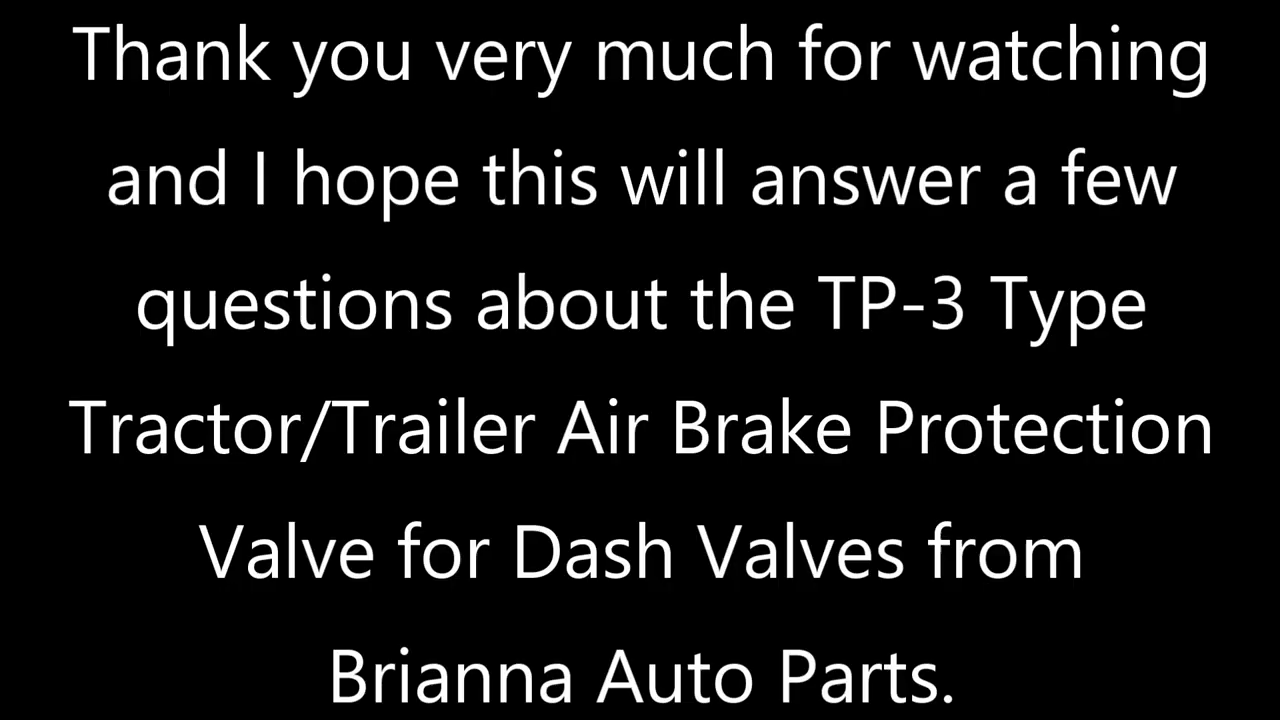 Thank you very much for watching
and I hope this will answer a few
questions about the TP-3 Type
Tractor/Trailer Air Brake Protection
Valve for Dash Valves from
Brianna Auto Parts.